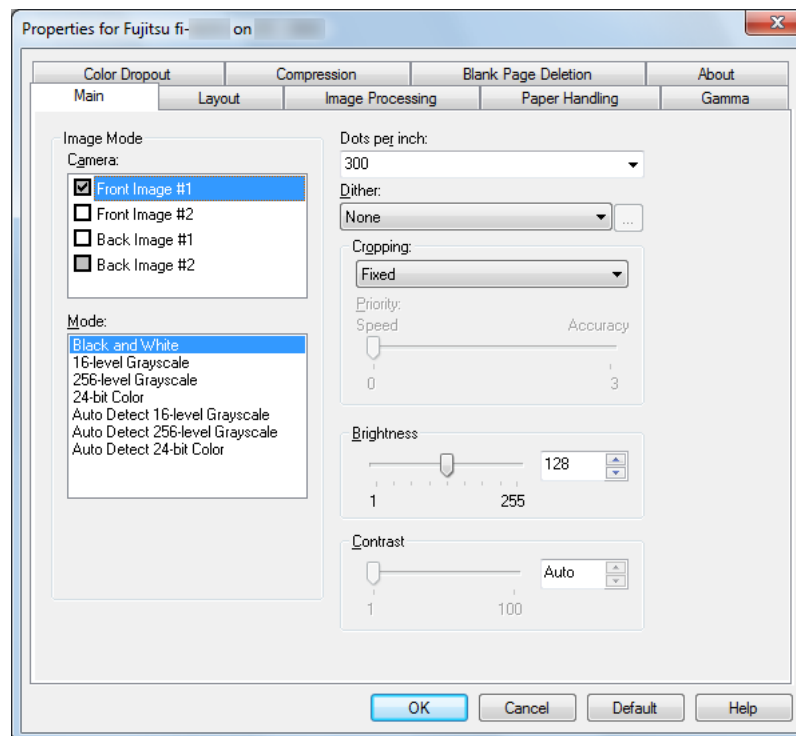 Properties for Fujitsu fi- on
Color Dropout Compression Blank Page Deletion About
Main Layout Image Processing Paper Handling Gamma
Image Mode
Camera:
Front Image #1
Front Image #2
Back Image #1
Back Image #2
Mode:
Black and White
16-level Grayscale
256-level Grayscale
24-bit Color
Auto Detect 16-level Grayscale
Auto Detect 256-level Grayscale
Auto Detect 24-bit Color
Dots per inch:
300
Dither:
None ...
Cropping:
Fixed
Priority:
Speed Accuracy
0 3
Brightness
128
1 255
Contrast
Auto
1 100
OK Cancel Default Help